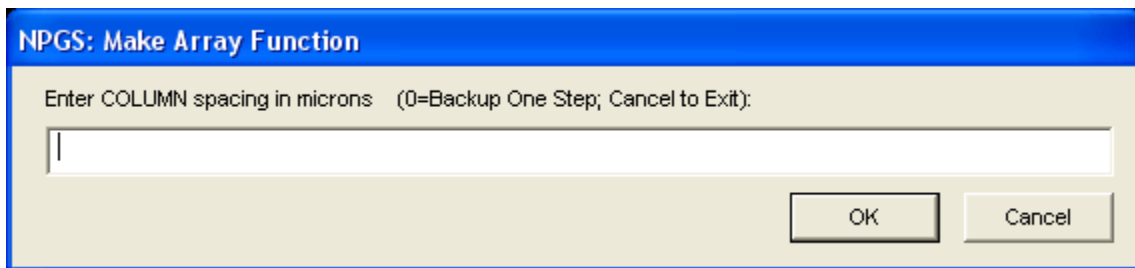 NPGS: Make Array Function
Enter COLUMN spacing in microns (0=Backup One Step; Cancel to Exit):
OK Cancel